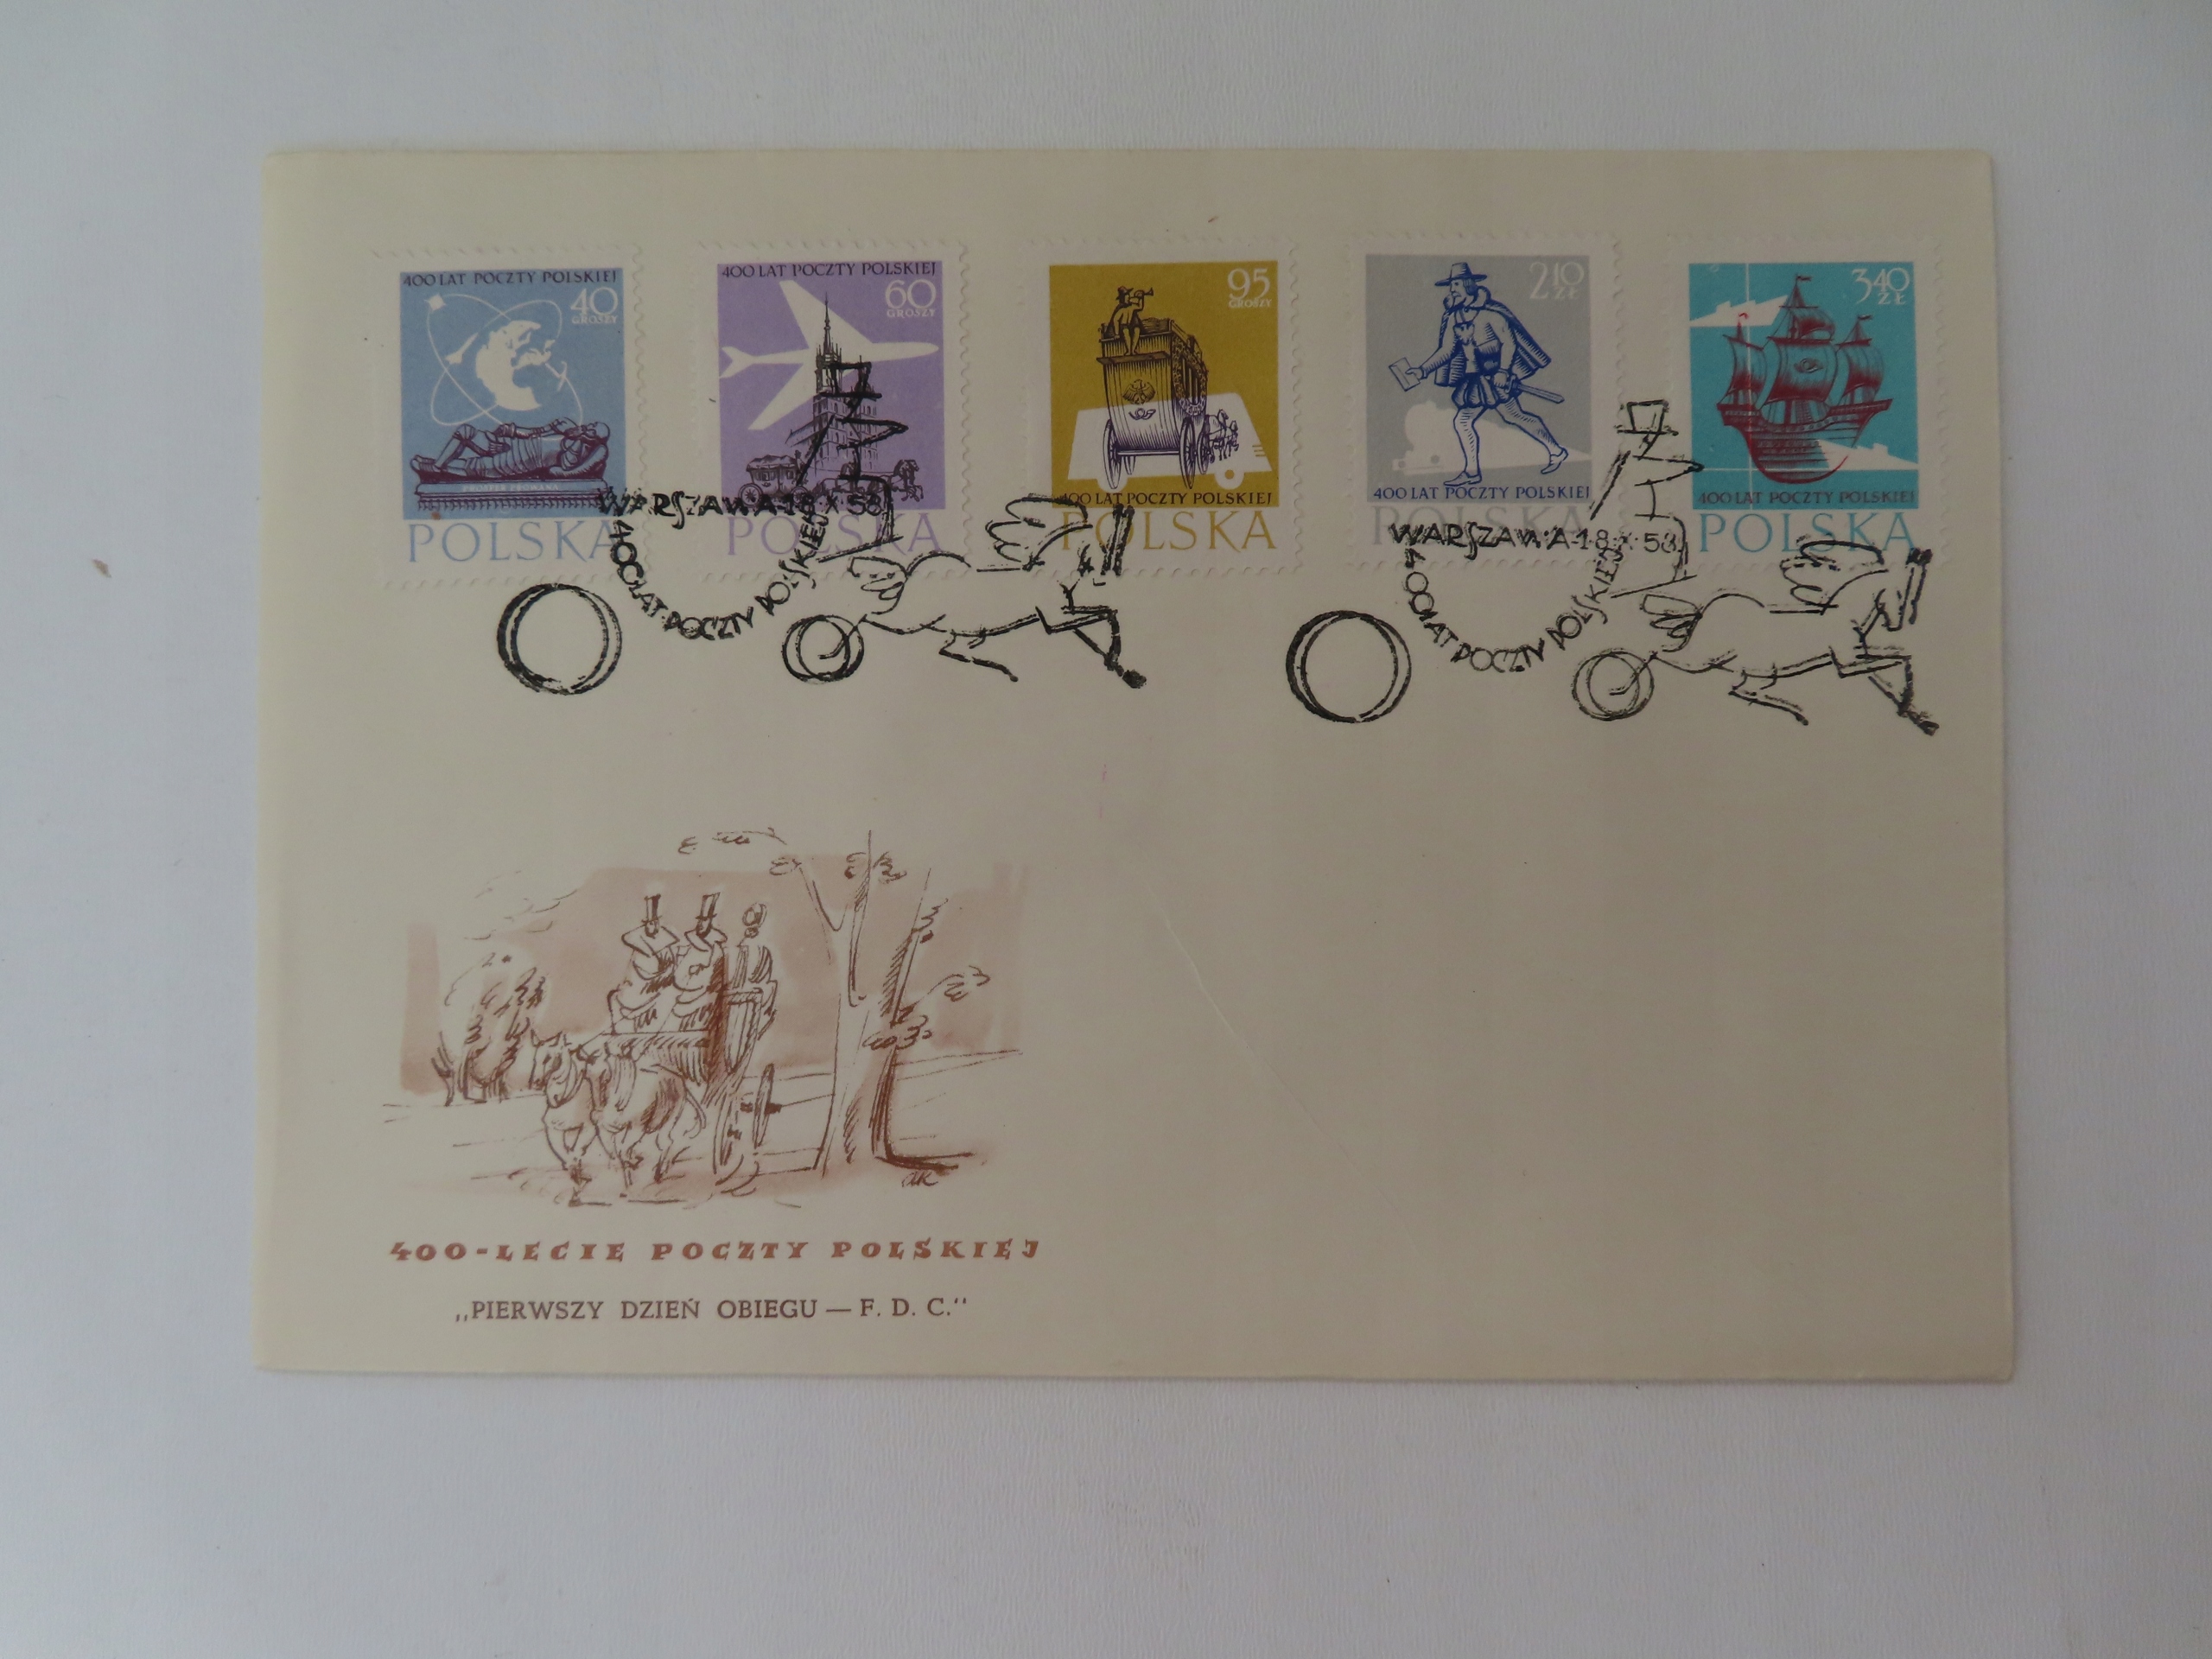 400 LAT POCZTY POLSKIEJ
40
GROSZY
PROSPER PROWANA
POLSKA
400 LAT POCZTY POLSKIEJ
60
GROSZY
POLSKA
95
GROSZY
400 LAT POCZTY POLSKIEJ
POLSKA
2 10
ZŁ
400 LAT POCZTY POLSKIEJ
POLSKA
3 40
ZŁ
400 LAT POCZTY POLSKIEJ
POLSKA
WARSZAWA-18·X·58
400 LAT POCZTY POLSKIEJ
WARSZAWA-18·X·58
400 LAT POCZTY POLSKIEJ
AK
400-LECIE POCZTY POLSKIEJ
„PIERWSZY DZIEŃ OBIEGU — F. D. C.“